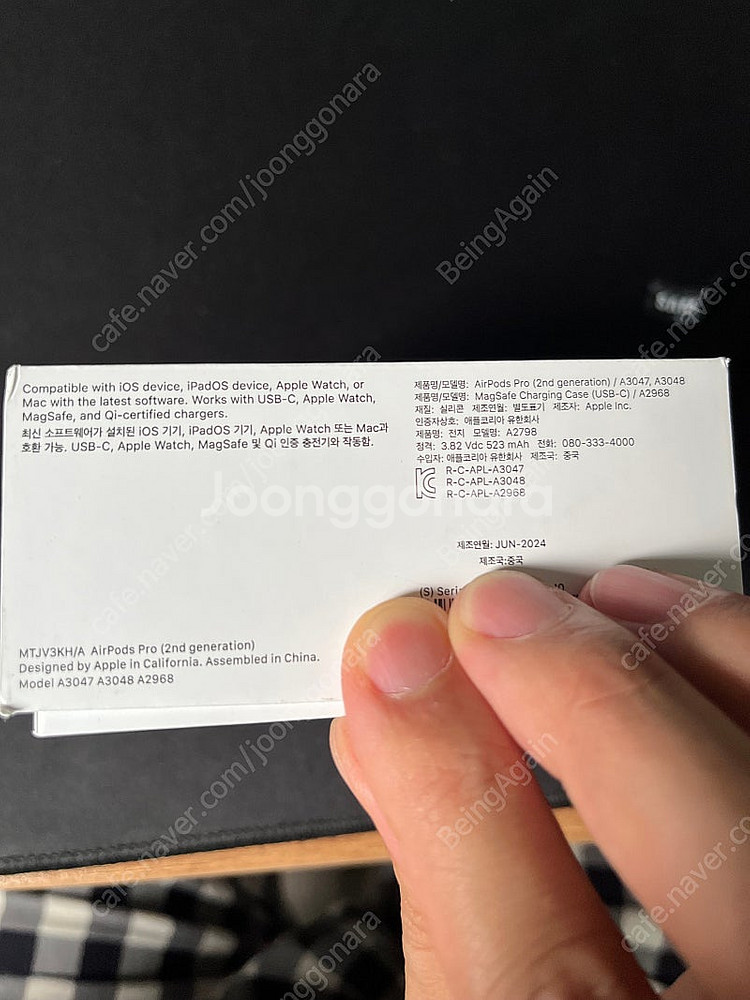 Compatible with iOS device, iPadOS device, Apple Watch, or
Mac with the latest software. Works with USB-C, Apple Watch,
MagSafe, and Qi-certified chargers.
최신 소프트웨어가 설치된 iOS 기기, iPadOS 기기, Apple Watch 또는 Mac과
호환 가능. USB-C, Apple Watch, MagSafe 및 Qi 인증 충전기와 작동함.
제품명/모델명: AirPods Pro (2nd generation) / A3047, A3048
제품명/모델명: MagSafe Charging Case (USB-C) / A2968
재질: 실리콘 제조연월: 별도표기 제조자: Apple Inc.
인증자상호: 애플코리아 유한회사
제품명: 전지 모델명: A2798
정격: 3.82 Vdc 523 mAh 전화: 080-333-4000
수입자: 애플코리아 유한회사 제조국: 중국
R-C-APL-A3047
R-C-APL-A3048
R-C-APL-A2968
제조연월: JUN-2024
제조국:중국
(S) Seri
MTJV3KH/A AirPods Pro (2nd generation)
Designed by Apple in California. Assembled in China.
Model A3047 A3048 A2968
Joonggonara
cafe.naver.com/joonggonara
BeingAgain
cafe.naver.com/joonggonara
BeingAgain